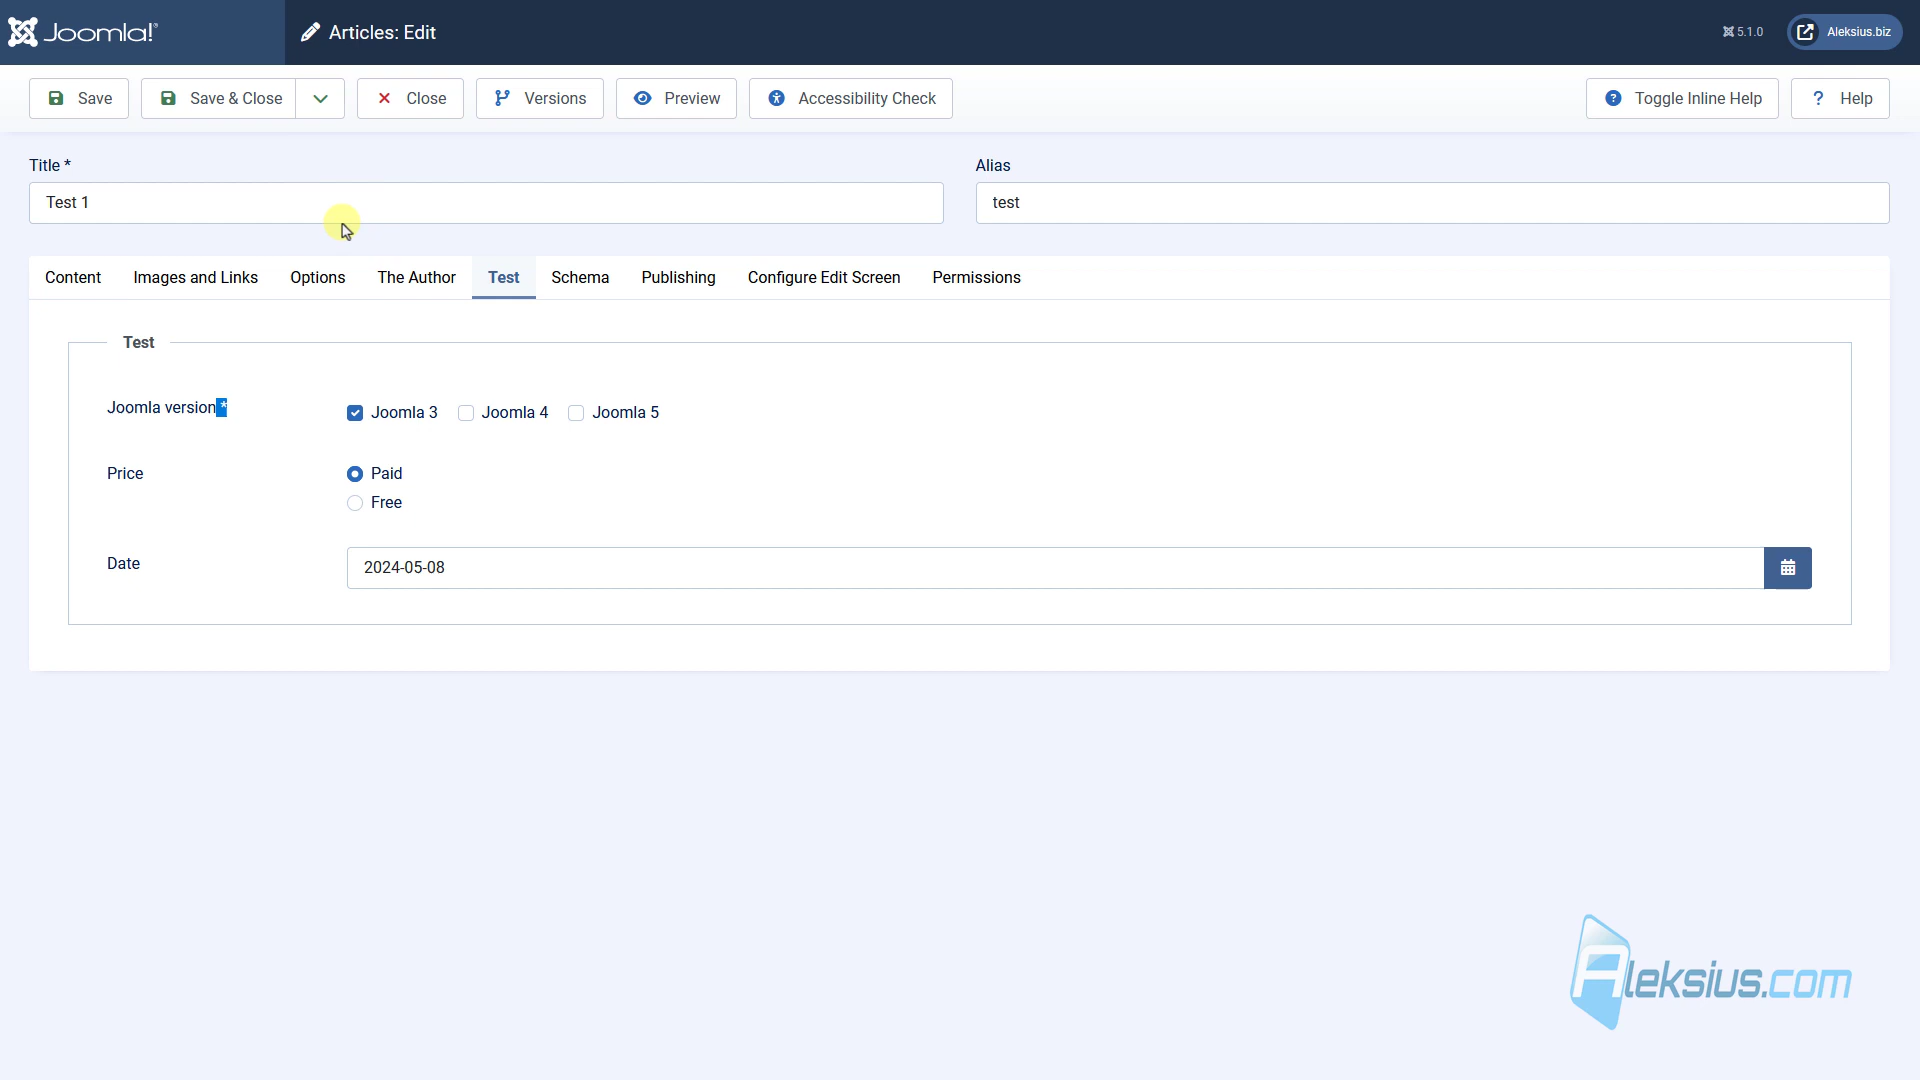 Joomla!® Articles: Edit 5.1.0 Aleksius.biz
Save Save & Close Close Versions Preview Accessibility Check Toggle Inline Help ? Help
Title * Alias
Test 1 test
Content Images and Links Options The Author Test Schema Publishing Configure Edit Screen Permissions
Test
Joomla version* Joomla 3 Joomla 4 Joomla 5
Price Paid
Free
Date 2024-05-08
Aleksius.com